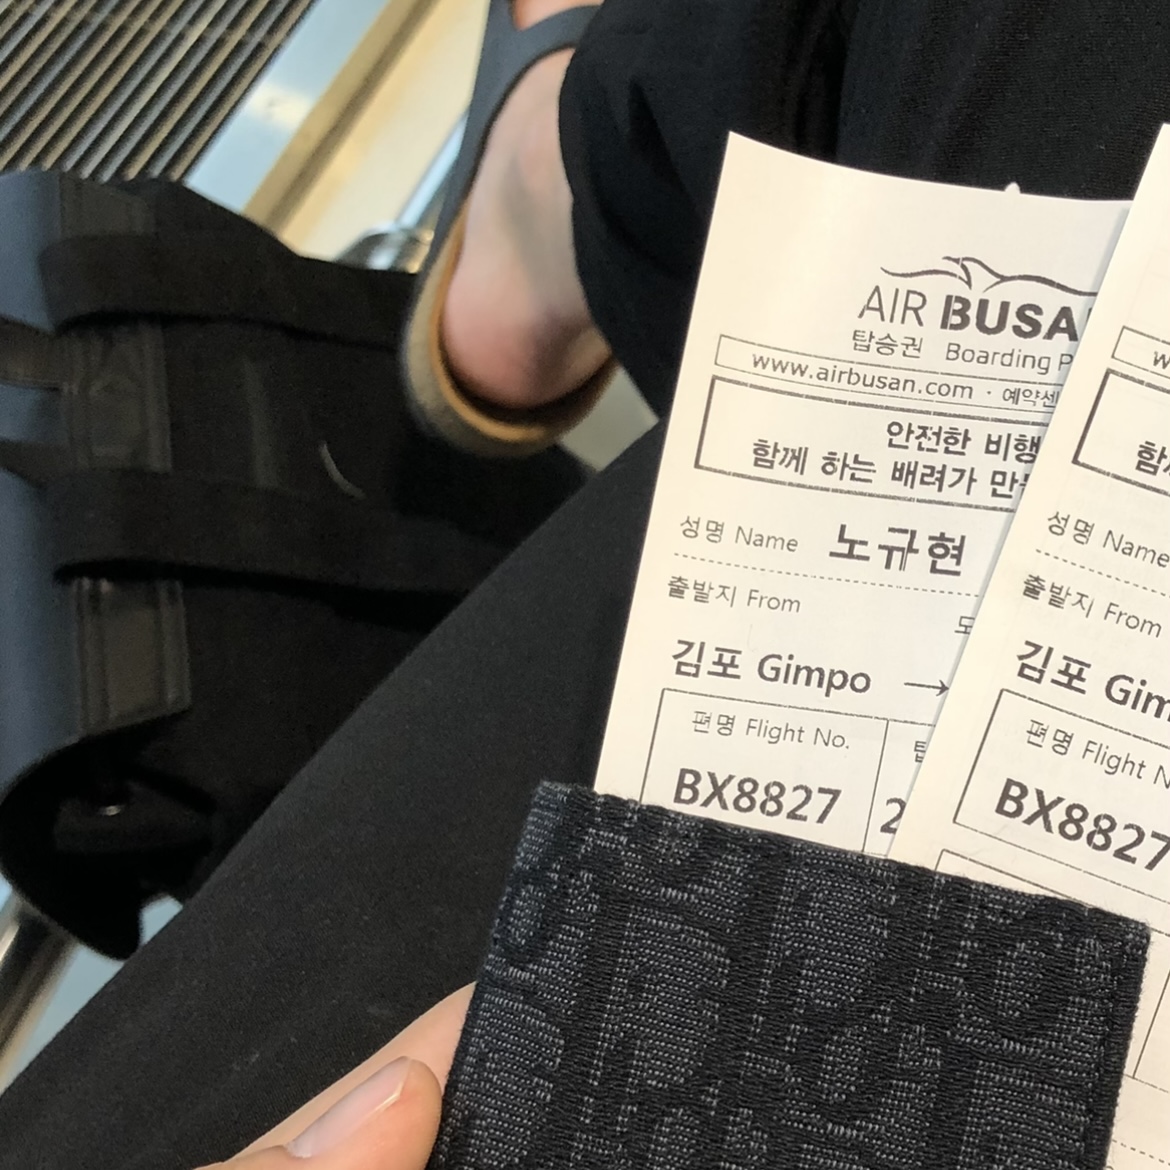 AIR BUSA
탑승권 Boarding P
www.airbusan.com · 예약센
안전한 비행
함께 하는 배려가 만
성명 Name 노규현
출발지 From 도
김포 Gimpo →
편명 Flight No.
BX8827 2
w
함
성명 Name
출발지 From
김포 Gim
편명 Flight N
BX8827